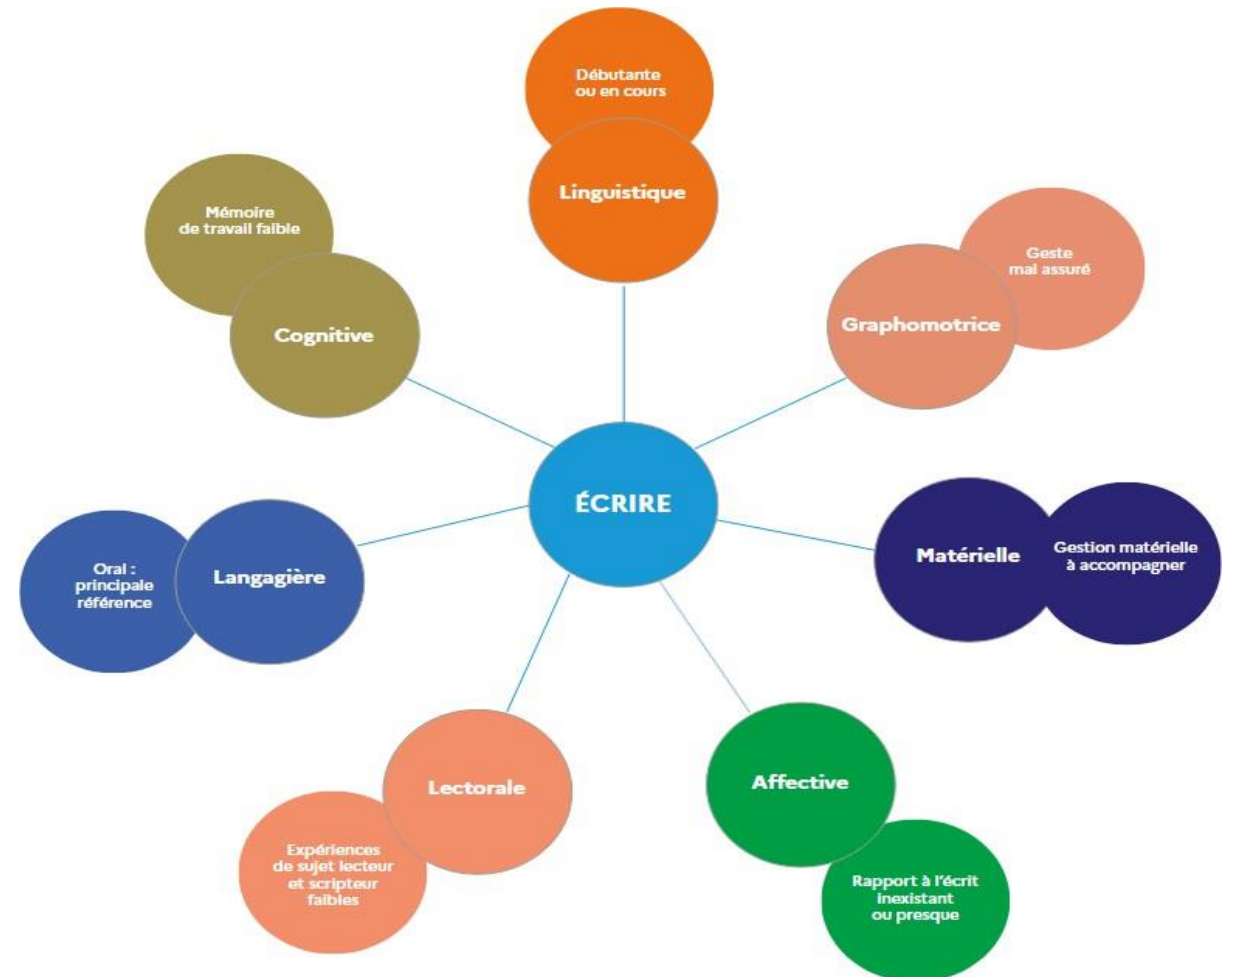 Débutante
ou en cours
Linguistique
Geste
mal assuré
Graphomotrice
Matérielle
Gestion matérielle
à accompagner
Affective
Rapport à l'écrit
inexistant
ou presque
Lectorale
Expériences
de sujet lecteur
et scripteur
faibles
Langagière
Oral :
principale
référence
Cognitive
Mémoire
de travail faible
ÉCRIRE